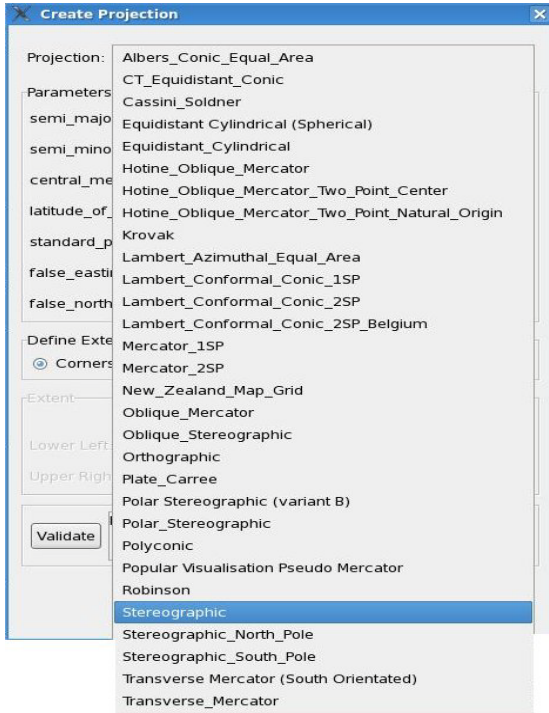 Create Projection
Projection:
Albers_Conic_Equal_Area
CT_Equidistant_Conic
Cassini_Soldner
Equidistant Cylindrical (Spherical)
Equidistant_Cylindrical
Hotine_Oblique_Mercator
Hotine_Oblique_Mercator_Two_Point_Center
Hotine_Oblique_Mercator_Two_Point_Natural_Origin
Krovak
Lambert_Azimuthal_Equal_Area
Lambert_Conformal_Conic_1SP
Lambert_Conformal_Conic_2SP
Lambert_Conformal_Conic_2SP_Belgium
Mercator_1SP
Mercator_2SP
New_Zealand_Map_Grid
Oblique_Mercator
Oblique_Stereographic
Orthographic
Plate_Carree
Polar Stereographic (variant B)
Polar_Stereographic
Polyconic
Popular Visualisation Pseudo Mercator
Robinson
Stereographic
Stereographic_North_Pole
Stereographic_South_Pole
Transverse Mercator (South Orientated)
Transverse_Mercator
Parameters
semi_majo
semi_mino
central_me
latitude_of_
standard_p
false_easti
false_north
Define Exte
Corners
Extent
Lower Left:
Upper Righ
Validate